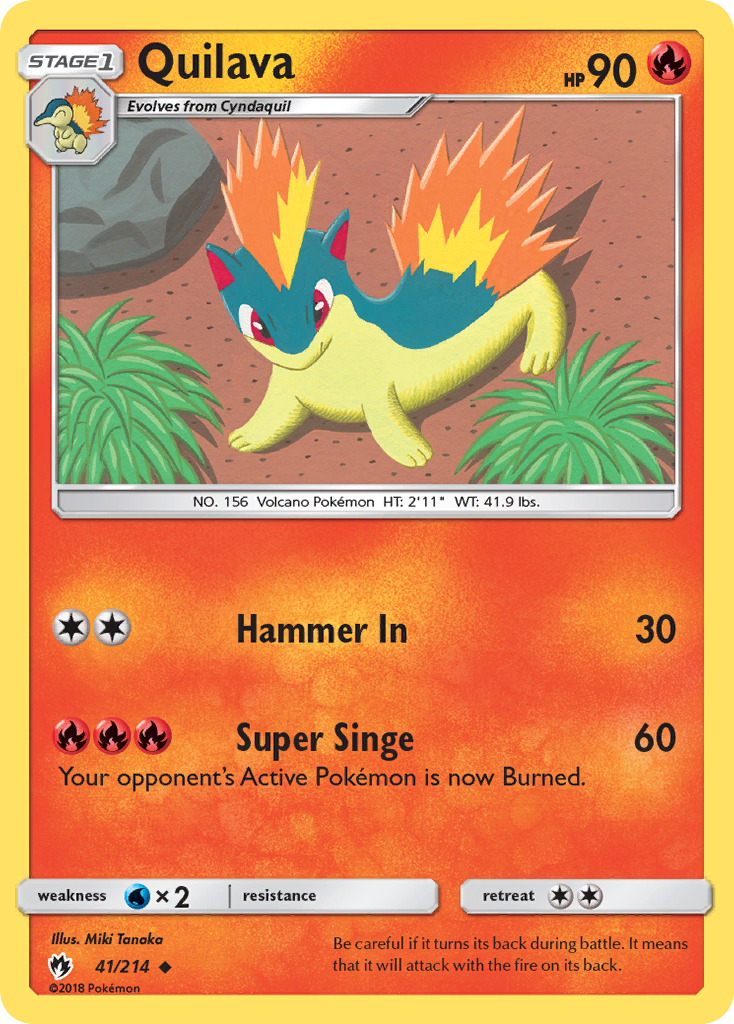 STAGE1
Quilava
HP 90
Evolves from Cyndaquil
NO. 156 Volcano Pokémon HT: 2'11" WT: 41.9 lbs.
Hammer In 30
Super Singe 60
Your opponent's Active Pokémon is now Burned.
weakness ×2 resistance retreat
Illus. Miki Tanaka
41/214
©2018 Pokémon
Be careful if it turns its back during battle. It means
that it will attack with the fire on its back.